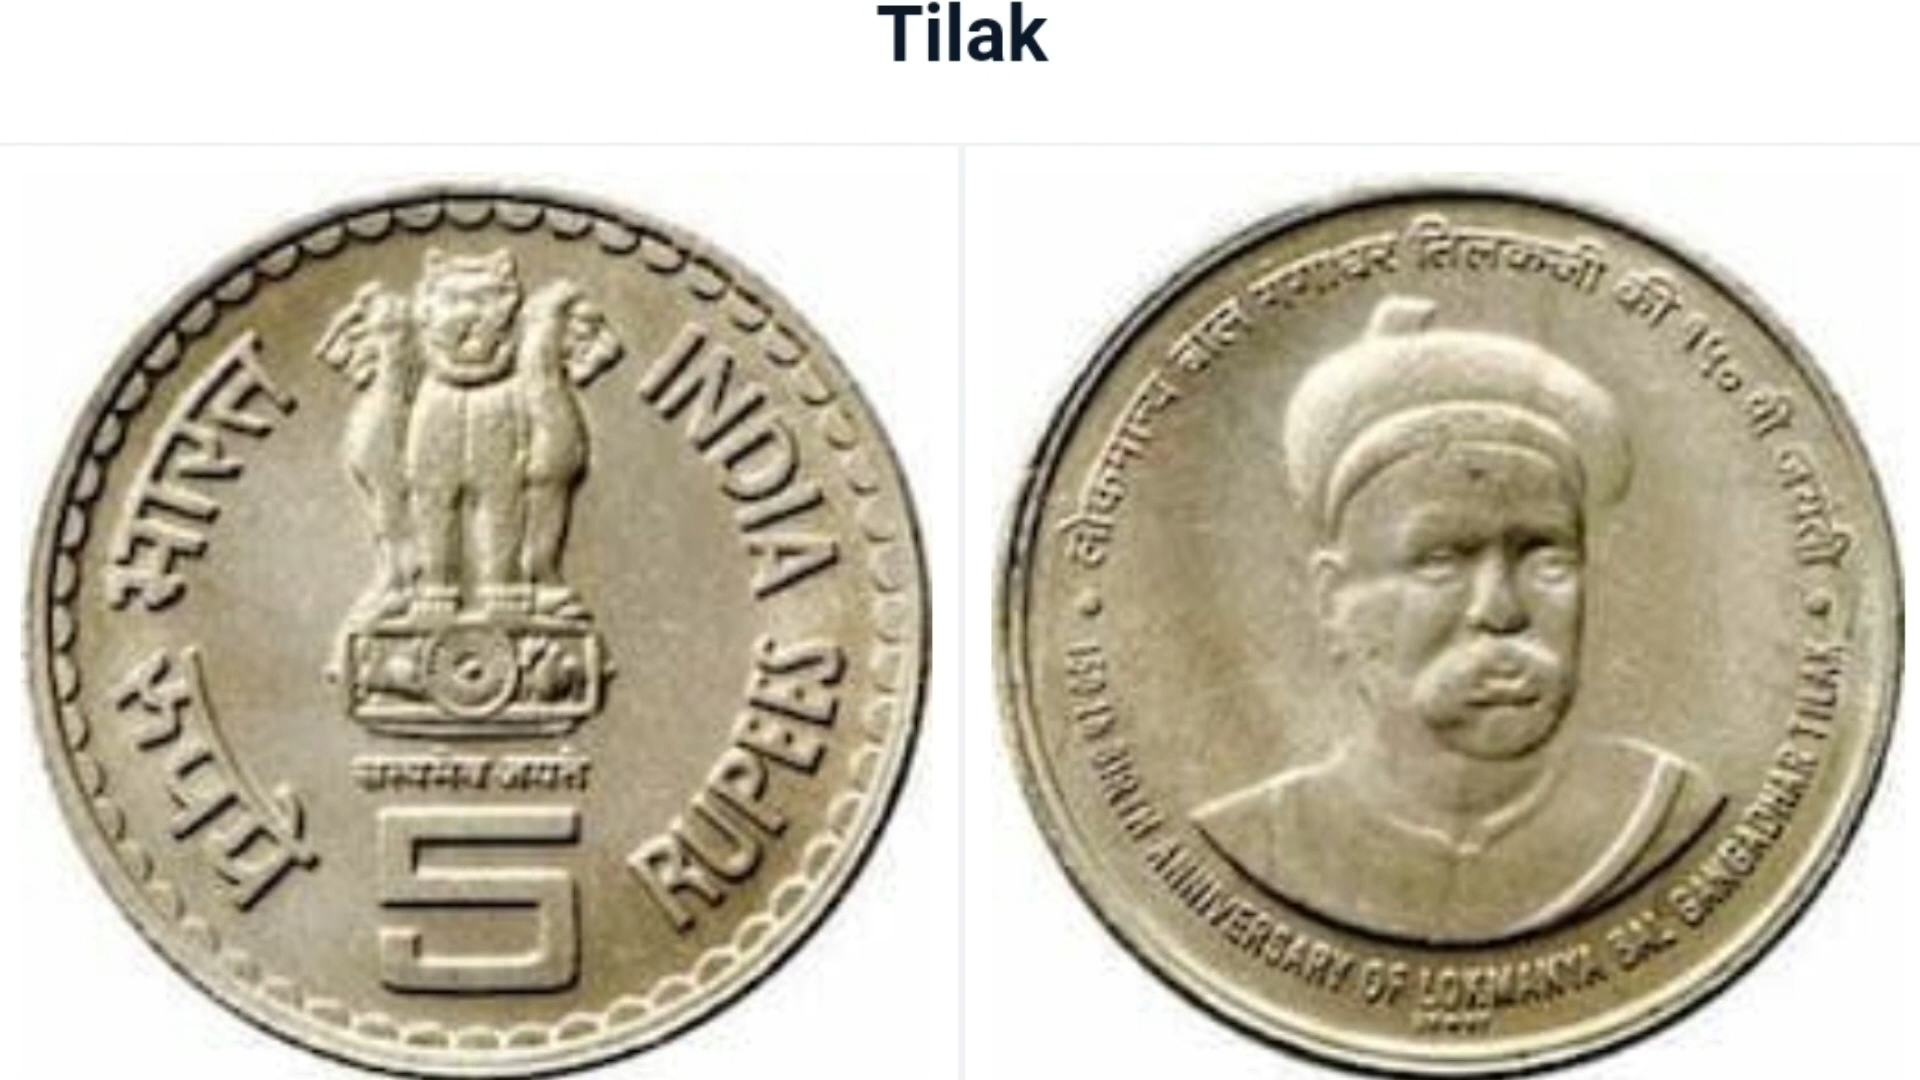 Tilak
भारत
INDIA
रुपये
RUPEES
सत्यमेव जयते
5
लोकमान्य बाल गंगाधर तिलकजी की १५० वी जयंती
150TH BIRTH ANNIVERSARY OF LOKMANYA BAL GANGADHAR TILAK